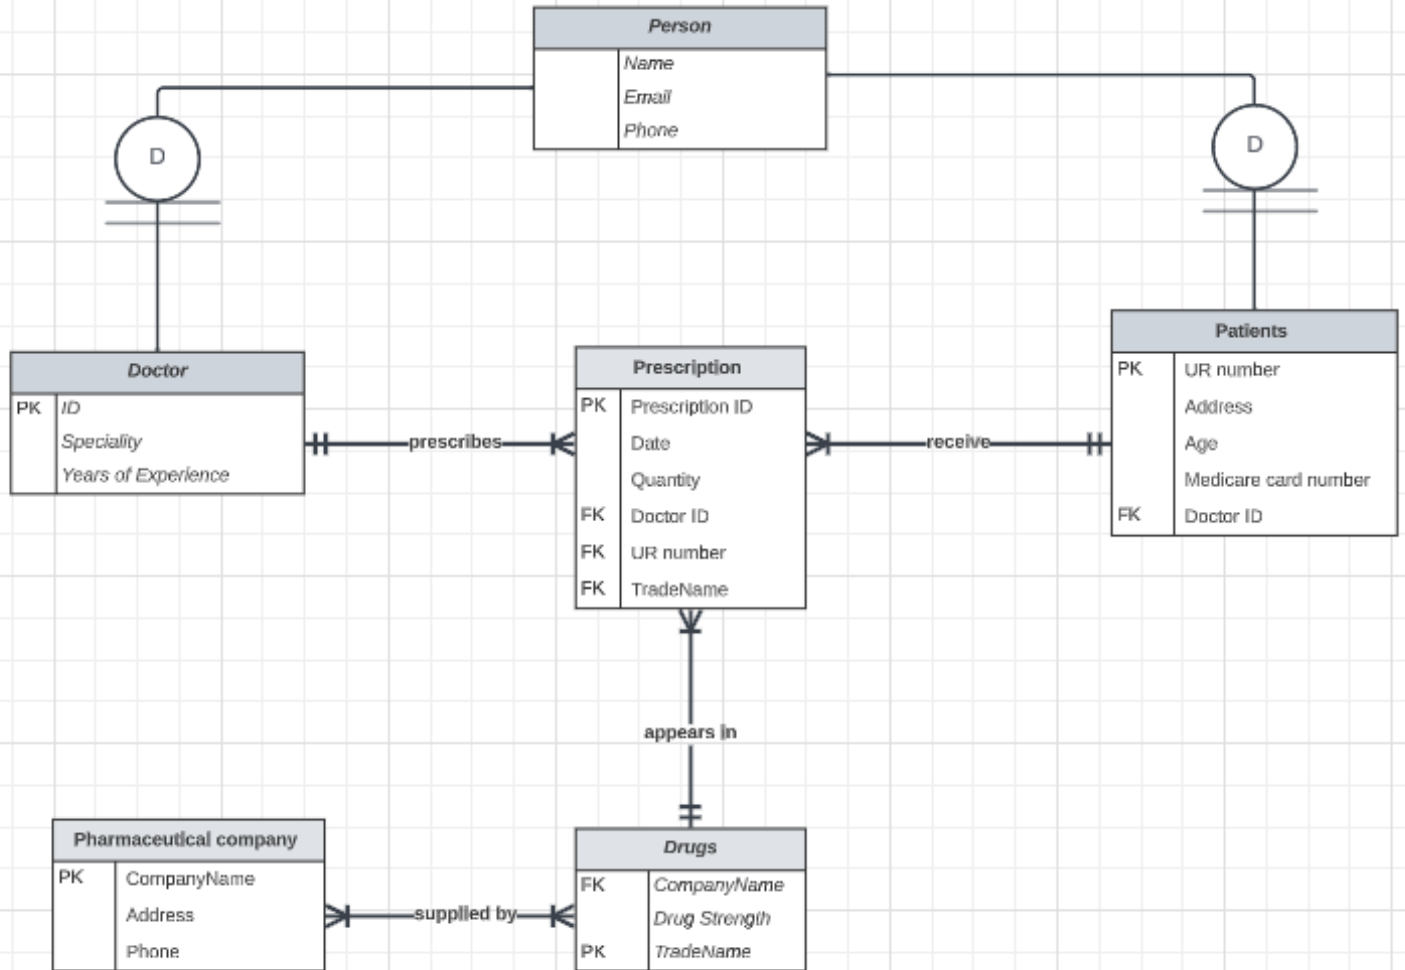 Person
Name
Email
Phone
D
D
Doctor
PK ID
Speciality
Years of Experience
prescribes
Prescription
PK Prescription ID
Date
Quantity
FK Doctor ID
FK UR number
FK TradeName
receive
Patients
PK UR number
Address
Age
Medicare card number
FK Doctor ID
appears in
Pharmaceutical company
PK CompanyName
Address
Phone
supplied by
Drugs
FK CompanyName
Drug Strength
PK TradeName